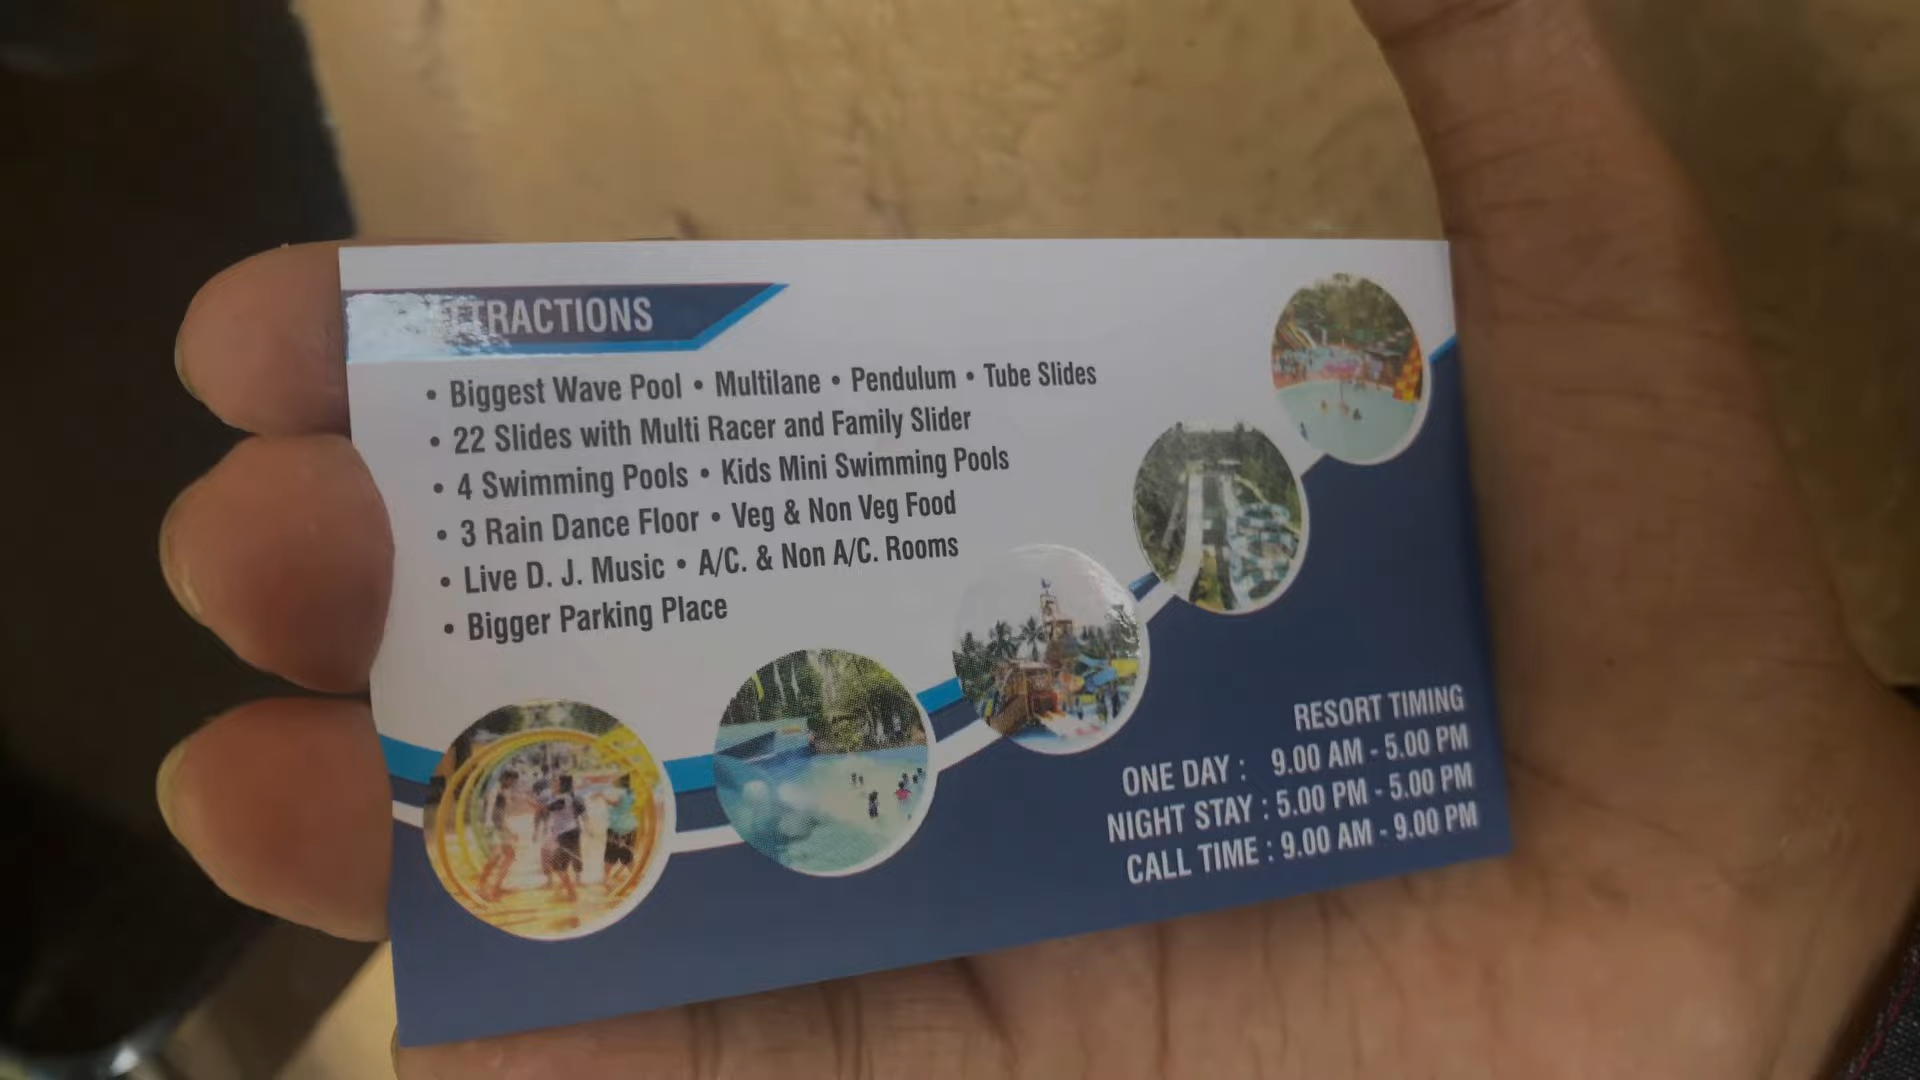 ATTRACTIONS
• Biggest Wave Pool • Multilane • Pendulum • Tube Slides
• 22 Slides with Multi Racer and Family Slider
• 4 Swimming Pools • Kids Mini Swimming Pools
• 3 Rain Dance Floor • Veg & Non Veg Food
• Live D. J. Music • A/C. & Non A/C. Rooms
• Bigger Parking Place
RESORT TIMING
ONE DAY : 9.00 AM - 5.00 PM
NIGHT STAY : 5.00 PM - 5.00 PM
CALL TIME : 9.00 AM - 9.00 PM